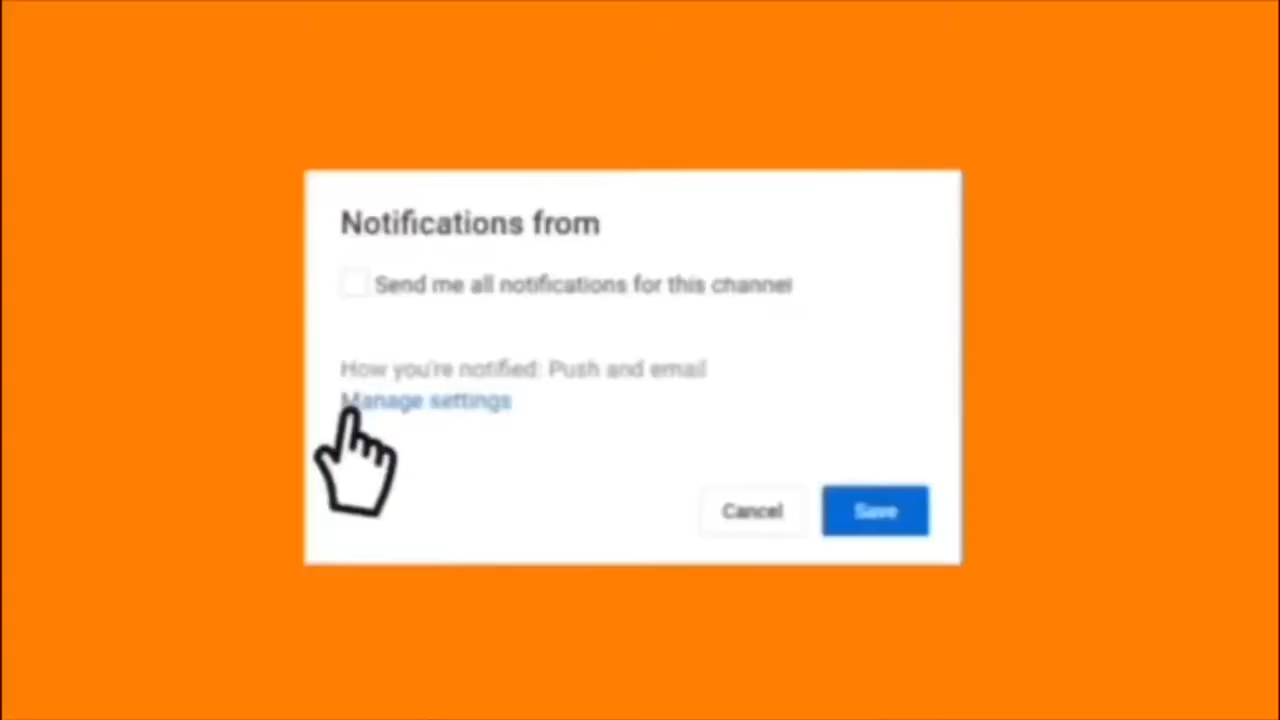 Notifications from
Send me all notifications for this channel
How you're notified: Push and email
Manage settings
Cancel
Save